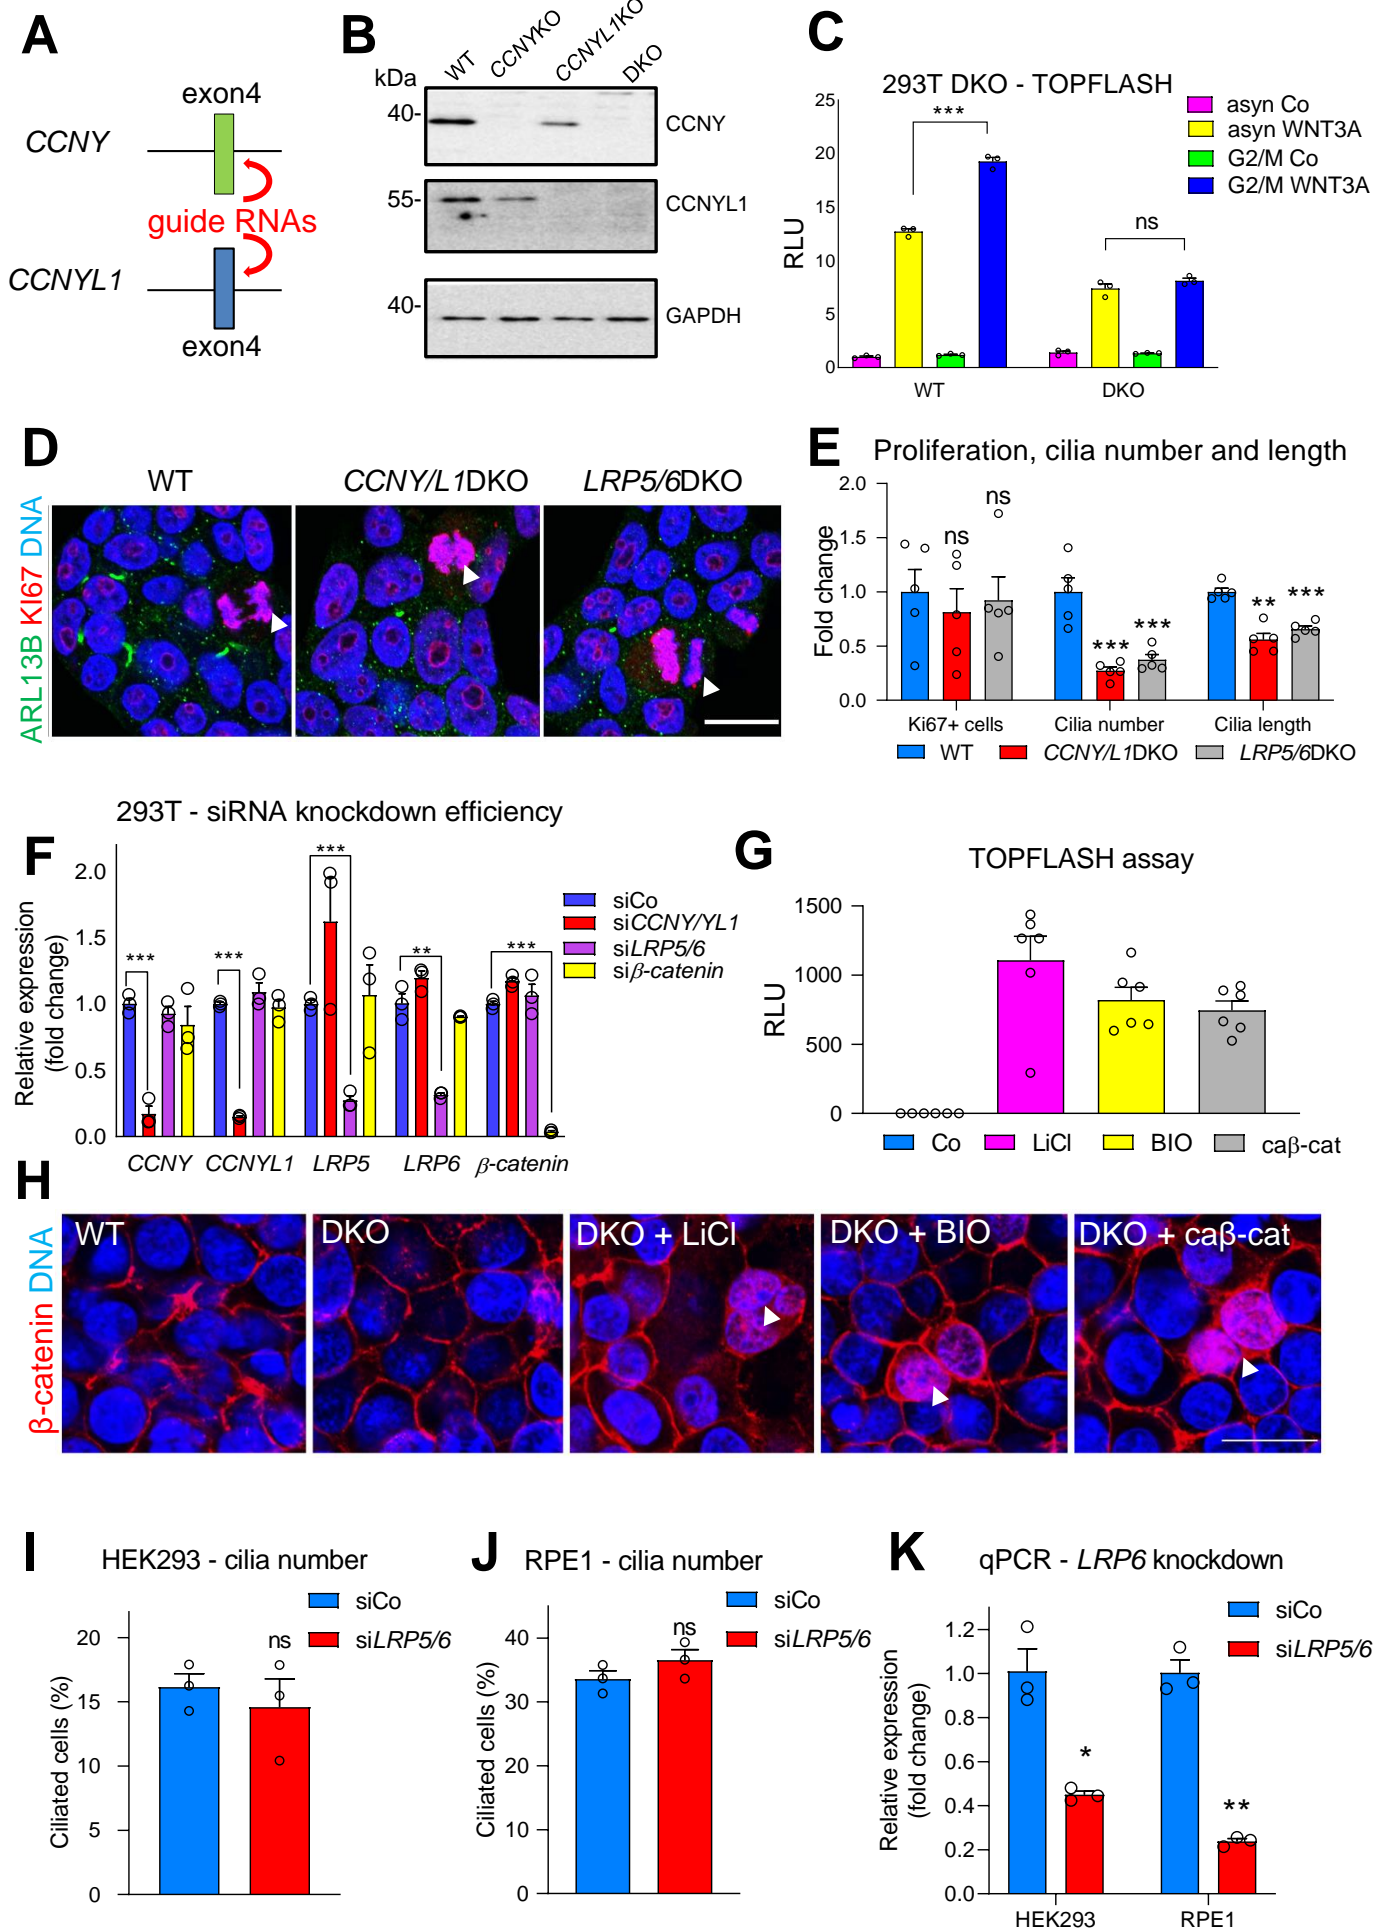 A
exon4
CCNY
guide RNAs
CCNYL1
exon4
B
kDa
WT
CCNYKO
CCNYL1KO
DKO
40-
CCNY
55-
CCNYL1
40-
GAPDH
C
293T DKO - TOPFLASH
asyn Co
asyn WNT3A
G2/M Co
G2/M WNT3A
RLU
25
20
15
10
5
0
***
ns
WT
DKO
D
WT
CCNY/L1DKO
LRP5/6DKO
ARL13B KI67 DNA
E
Proliferation, cilia number and length
Fold change
2.0
1.5
1.0
0.5
0.0
ns
ns
***
***
**
***
Ki67+ cells
Cilia number
Cilia length
WT
CCNY/L1DKO
LRP5/6DKO
F
293T - siRNA knockdown efficiency
Relative expression
(fold change)
2.0
1.5
1.0
0.5
0.0
***
***
***
**
***
CCNY
CCNYL1
LRP5
LRP6
β-catenin
siCo
siCCNY/YL1
siLRP5/6
siβ-catenin
G
TOPFLASH assay
RLU
1500
1000
500
0
Co
LiCl
BIO
caβ-cat
H
β-catenin DNA
WT
DKO
DKO + LiCl
DKO + BIO
DKO + caβ-cat
I
HEK293 - cilia number
siCo
siLRP5/6
Ciliated cells (%)
20
15
10
5
0
ns
J
RPE1 - cilia number
siCo
siLRP5/6
Ciliated cells (%)
40
30
20
10
0
ns
K
qPCR - LRP6 knockdown
siCo
siLRP5/6
Relative expression
(fold change)
1.2
1.0
0.8
0.6
0.4
0.2
0.0
*
**
HEK293
RPE1